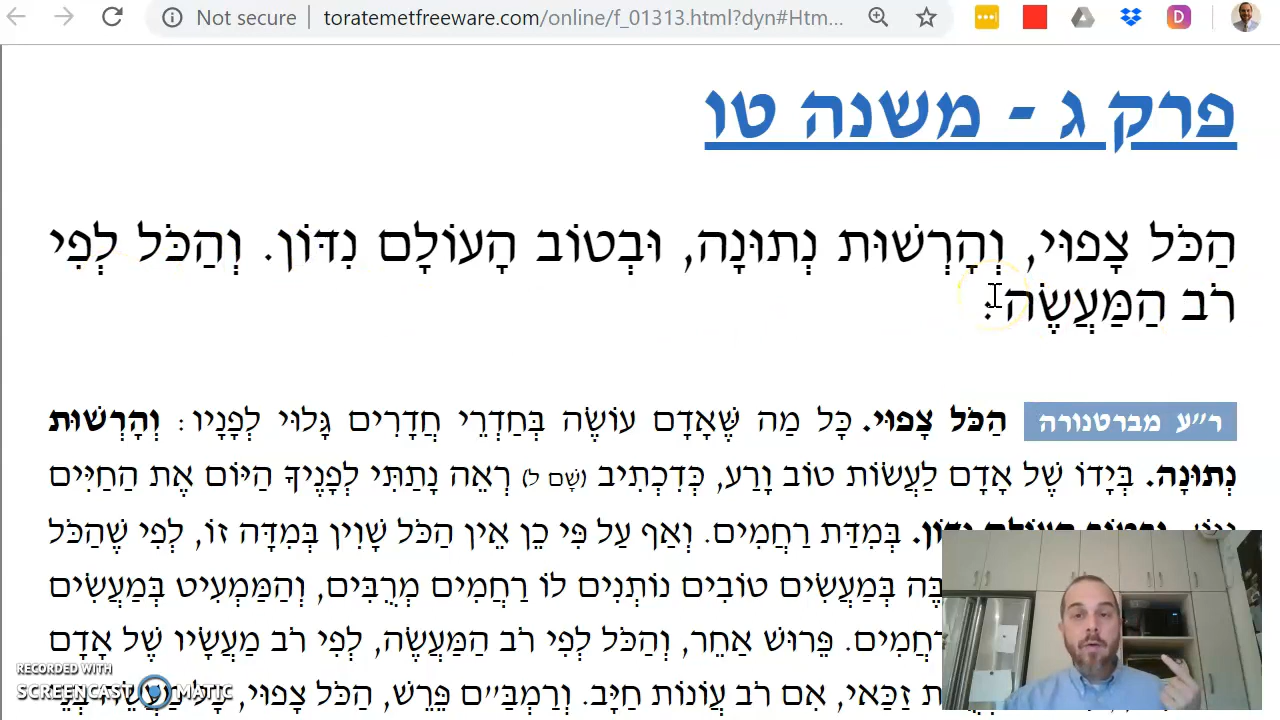 Not secure
toratemetfreeware.com/online/f_01313.html?dyn#Htm...
D
פרק ג - משנה טו
הַכֹּל צָפוּי, וְהָרְשׁוּת נְתוּנָה, וּבְטוֹב הָעוֹלָם נִדּוֹן. וְהַכֹּל לְפִי
רֹב הַמַּעֲשֶׂה:
ר"ע מברטנורה הַכֹּל צָפוּי. כָּל מַה שֶּׁאָדָם עוֹשֶׂה בְּחַדְרֵי חֲדָרִים גָּלוּי לְפָנָיו: וְהָרְשׁוּת
נְתוּנָה. בְּיָדוֹ שֶׁל אָדָם לַעֲשׂוֹת טוֹב וָרַע, כְּדִכְתִיב (שָׁם ל) רְאֵה נָתַתִּי לְפָנֶיךָ הַיּוֹם אֶת הַחַיִּים
בְּמִדַּת רַחֲמִים. וְאַף עַל פִּי כֵן אֵין הַכֹּל שָׁוִין בְּמִדָּה זוֹ, לְפִי שֶׁהַכֹּל
בְּמַעֲשִׂים טוֹבִים נוֹתְנִים לוֹ רַחֲמִים מְרֻבִּים, וְהַמַּמְעִיט בְּמַעֲשִׂים
רַחֲמִים. פֵּרוּשׁ אַחֵר, וְהַכֹּל לְפִי רֹב הַמַּעֲשֶׂה, לְפִי רֹב מַעֲשָׂיו שֶׁל אָדָם
זַכַּאי, אִם רֹב עֲוֹנוֹת חַיָּב. וְרַמְבַּ"ם פֵּרֵשׁ, הַכֹּל צָפוּי,
RECORDED WITH
SCREENCAST MATIC